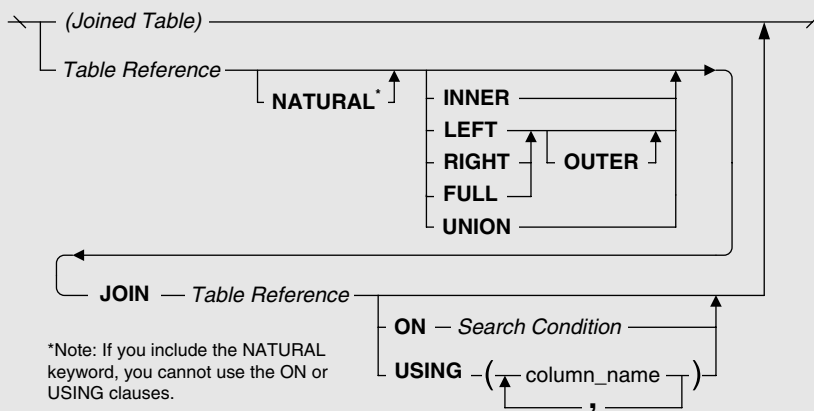 (Joined Table)
Table Reference
NATURAL*
INNER
LEFT
OUTER
RIGHT
FULL
UNION
JOIN Table Reference
ON Search Condition
USING ( column_name )
,
*Note: If you include the NATURAL
keyword, you cannot use the ON or
USING clauses.